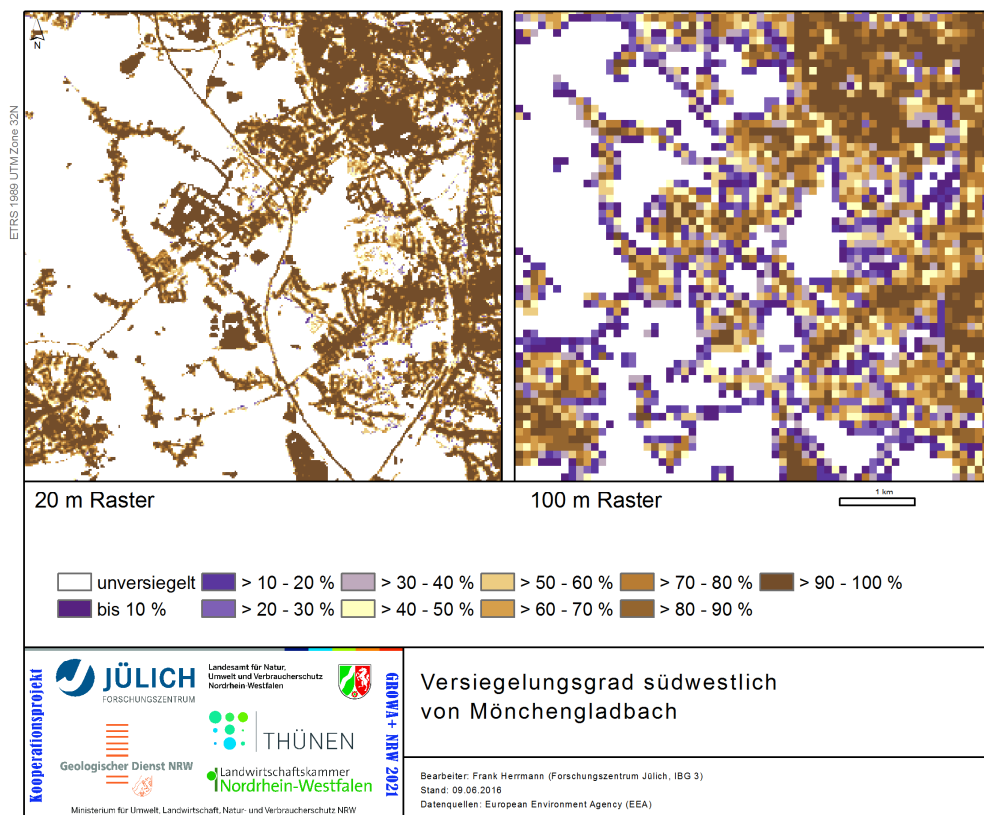 N
ETRS 1989 UTM Zone 32N
20 m Raster
100 m Raster
1 km
unversiegelt
> 10 - 20 %
> 30 - 40 %
> 50 - 60 %
> 70 - 80 %
> 90 - 100 %
bis 10 %
> 20 - 30 %
> 40 - 50 %
> 60 - 70 %
> 80 - 90 %
Kooperationsprojekt
JÜLICH
FORSCHUNGSZENTRUM
Landesamt für Natur,
Umwelt und Verbraucherschutz
Nordrhein-Westfalen
GROWA+ NRW 2021
Geologischer Dienst NRW
THÜNEN
Landwirtschaftskammer
Nordrhein-Westfalen
Ministerium für Umwelt, Landwirtschaft, Natur- und Verbraucherschutz NRW
Versiegelungsgrad südwestlich
von Mönchengladbach
Bearbeiter: Frank Herrmann (Forschungszentrum Jülich, IBG 3)
Stand: 09.06.2016
Datenquellen: European Environment Agency (EEA)